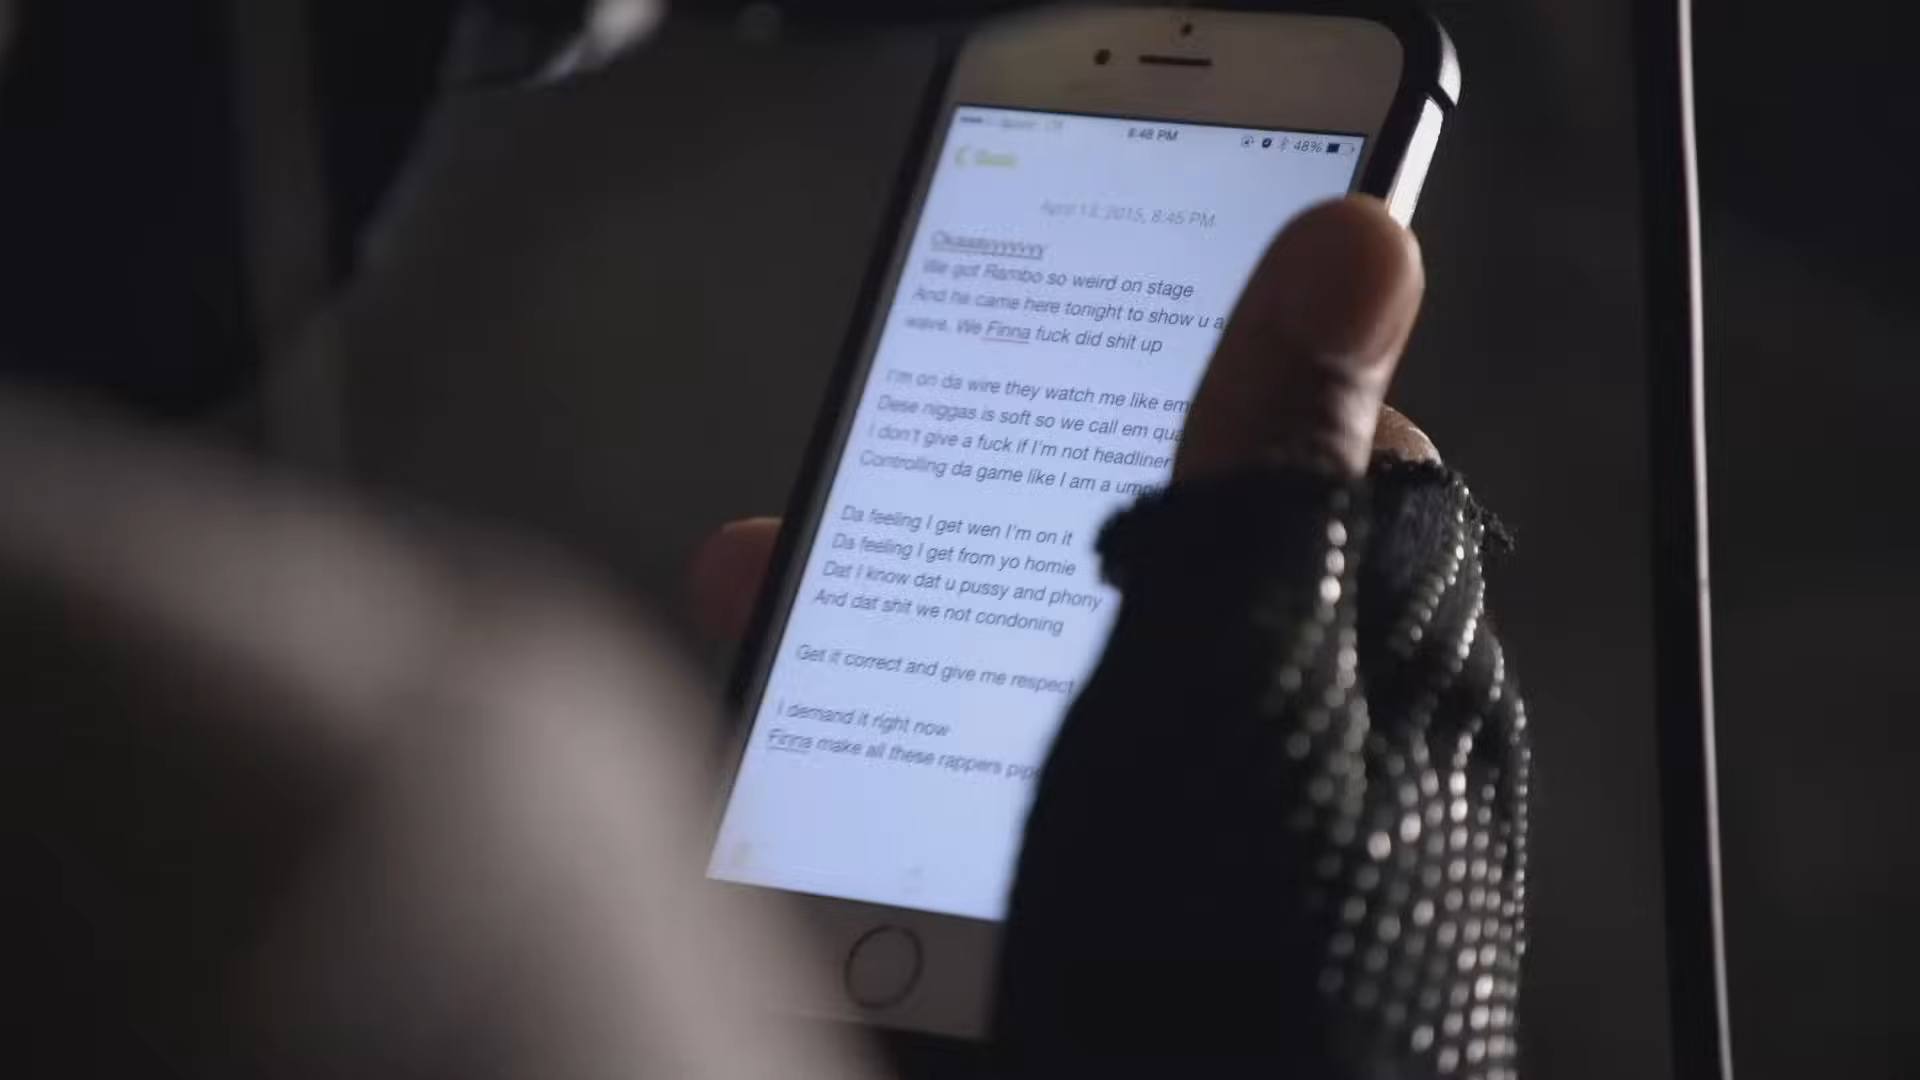 8:48 PM
48%
Back
April 13, 2015, 8:45 PM
Okaaayyyyyyy
We got Rambo so weird on stage
And he came here tonight to show u a
wave. We Finna fuck did shit up
I'm on da wire they watch me like em
Dese niggas is soft so we call em
I don't give a fuck if I'm not headliner
Controlling da game like I am a
Da feeling I get wen I'm on it
Da feeling I get from yo homie
Dat I know dat u pussy and phony
And dat shit we not condoning
Get it correct and give me respect
I demand it right now
Finna make all these rappers